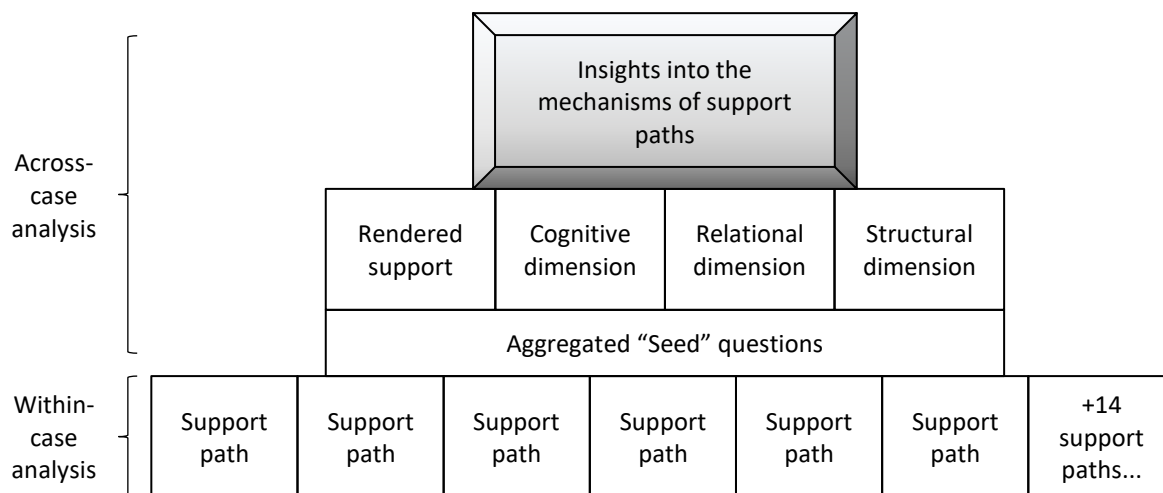 Insights into the
mechanisms of support
paths
Across-
case
analysis
Rendered
support
Cognitive
dimension
Relational
dimension
Structural
dimension
Aggregated “Seed” questions
Within-
case
analysis
Support
path
Support
path
Support
path
Support
path
Support
path
Support
path
+14
support
paths...